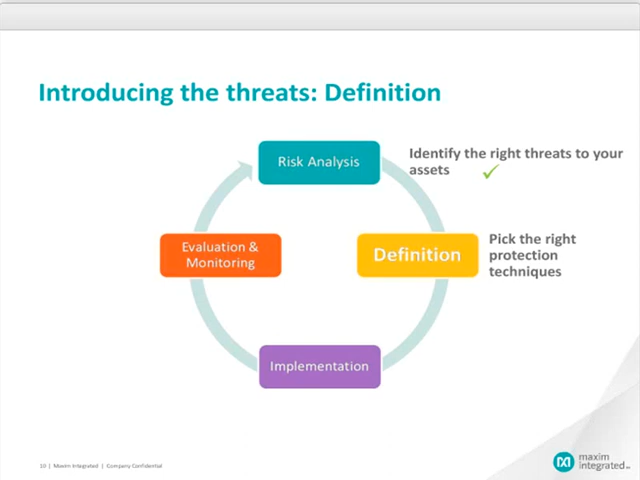 Introducing the threats: Definition
Risk Analysis
Identify the right threats to your
assets
Evaluation &
Monitoring
Definition
Pick the right
protection
techniques
Implementation
10 | Maxim Integrated | Company Confidential
maxim
integrated™